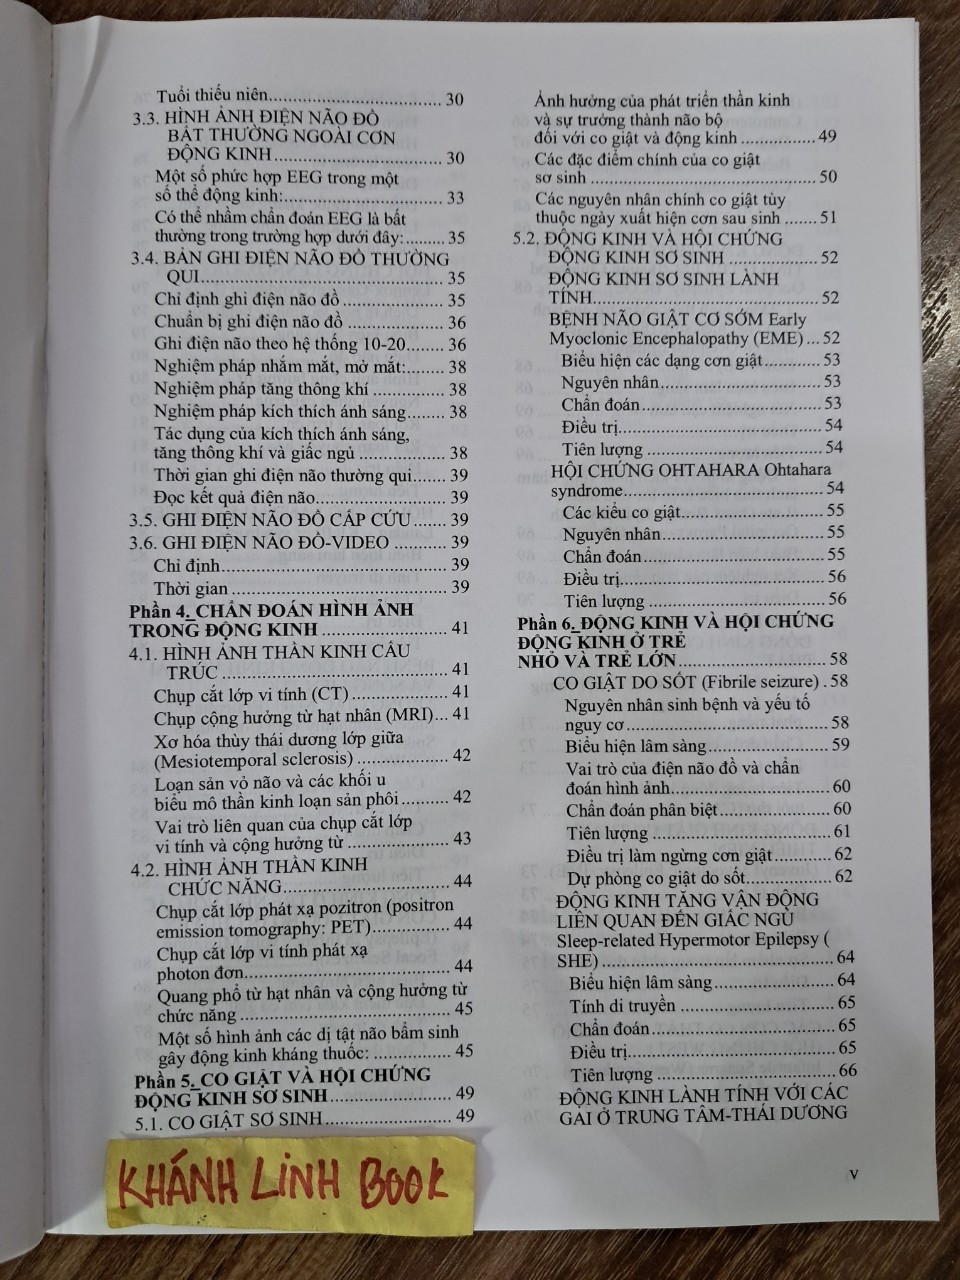 Tuổi thiếu niên..................................... 30
3.3. HÌNH ẢNH ĐIỆN NÃO ĐỒ
BẤT THƯỜNG NGOÀI CƠN
ĐỘNG KINH................................... 30
Một số phức hợp EEG trong một
số thể động kinh:................................. 33
Có thể nhầm chẩn đoán EEG là bất
thường trong trường hợp dưới đây:......... 35
3.4. BẢN GHI ĐIỆN NÃO ĐỒ THƯỜNG
QUI..................................................... 35
Chỉ định ghi điện não đồ ...................... 35
Chuẩn bị ghi điện não đồ ..................... 36
Ghi điện não theo hệ thống 10-20........ 36
Nghiệm pháp nhắm mắt, mở mắt:....... 38
Nghiệm pháp tăng thông khí ............... 38
Nghiệm pháp kích thích ánh sáng........ 38
Tác dụng của kích thích ánh sáng,
tăng thông khí và giấc ngủ .................. 38
Thời gian ghi điện não thường qui....... 39
Đọc kết quả điện não............................ 39
3.5. GHI ĐIỆN NÃO ĐỒ CẤP CỨU....... 39
3.6. GHI ĐIỆN NÃO ĐỒ-VIDEO ............ 39
Chỉ định................................................ 39
Thời gian .............................................. 39
Phần 4. CHẨN ĐOÁN HÌNH ẢNH
TRONG ĐỘNG KINH ........................... 41
4.1. HÌNH ẢNH THẦN KINH CẤU
TRÚC ................................................. 41
Chụp cắt lớp vi tính (CT) ..................... 41
Chụp cộng hưởng từ hạt nhân (MRI)... 41
Xơ hóa thùy thái dương lớp giữa
(Mesiotemporal sclerosis) ................... 42
Loạn sản vỏ não và các khối u
biểu mô thần kinh loạn sản phôi.......... 42
Vai trò liên quan của chụp cắt lớp
vi tính và cộng hưởng từ ..................... 43
4.2. HÌNH ẢNH THẦN KINH
CHỨC NĂNG.................................... 44
Chụp cắt lớp phát xạ pozitron (positron
emission tomography: PET)................. 44
Chụp cắt lớp vi tính phát xạ
photon đơn............................................ 44
Quang phổ từ hạt nhân và cộng hưởng từ
chức năng ............................................. 45
Một số hình ảnh các dị tật não bẩm sinh
gây động kinh kháng thuốc: ................ 45
Phần 5. CO GIẬT VÀ HỘI CHỨNG
ĐỘNG KINH SƠ SINH.......................... 49
5.1. CO GIẬT SƠ SINH........................... 49
Ảnh hưởng của phát triển thần kinh
và sự trưởng thành não bộ
đối với co giật và động kinh ................ 49
Các đặc điểm chính của co giật
sơ sinh .................................................. 50
Các nguyên nhân chính co giật tùy
thuộc ngày xuất hiện cơn sau sinh ....... 51
5.2. ĐỘNG KINH VÀ HỘI CHỨNG
ĐỘNG KINH SƠ SINH ..................... 52
ĐỘNG KINH SƠ SINH LÀNH
TÍNH................................................... 52
BỆNH NÃO GIẬT CƠ SỚM Early
Myoclonic Encephalopathy (EME) .... 52
Biểu hiện các dạng cơn giật................ 53
Nguyên nhân....................................... 53
Chẩn đoán........................................... 53
Điều trị................................................ 54
Tiên lượng .......................................... 54
HỘI CHỨNG OHTAHARA Ohtahara
syndrome.............................................. 54
Các kiểu co giật................................... 55
Nguyên nhân....................................... 55
Chẩn đoán........................................... 55
Điều trị................................................ 56
Tiên lượng .......................................... 56
Phần 6. ĐỘNG KINH VÀ HỘI CHỨNG
ĐỘNG KINH Ở TRẺ
NHỎ VÀ TRẺ LỚN................................ 58
CO GIẬT DO SỐT (Fibrile seizure) . 58
Nguyên nhân sinh bệnh và yếu tố
nguy cơ ............................................... 58
Biểu hiện lâm sàng.............................. 59
Vai trò của điện não đồ và chẩn
đoán hình ảnh...................................... 60
Chẩn đoán phân biệt............................ 60
Tiên lượng .......................................... 61
Điều trị làm ngừng cơn giật................. 62
Dự phòng co giật do sốt....................... 62
ĐỘNG KINH TĂNG VẬN ĐỘNG
LIÊN QUAN ĐẾN GIẤC NGỦ
Sleep-related Hypermotor Epilepsy (
SHE).................................................... 64
Biểu hiện lâm sàng.............................. 64
Tính di truyền ..................................... 65
Chẩn đoán........................................... 65
Điều trị................................................ 65
Tiên lượng .......................................... 66
ĐỘNG KINH LÀNH TÍNH VỚI CÁC
GAI Ở TRUNG TÂM-THÁI DƯƠNG
KHÁNH LINH BOOK
v